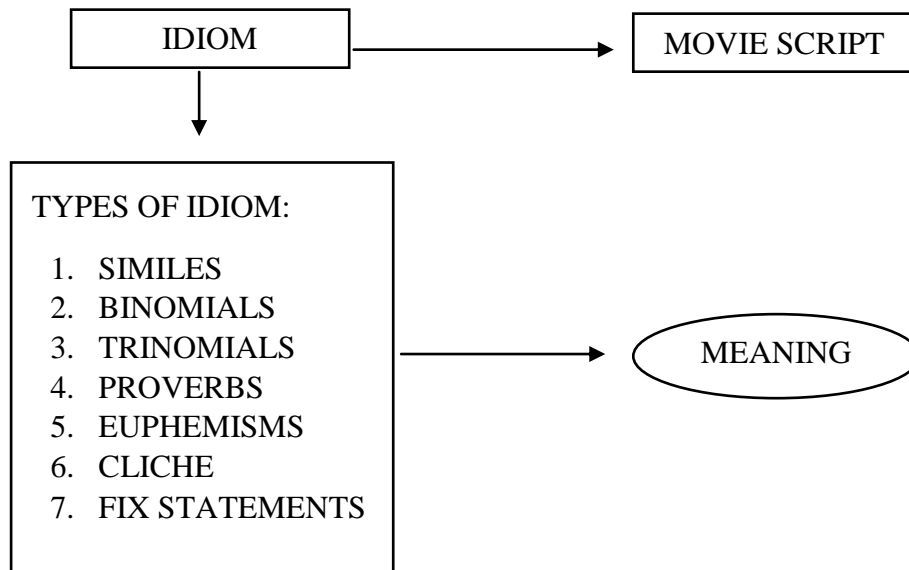 IDIOM
MOVIE SCRIPT
TYPES OF IDIOM:
1. SIMILES
2. BINOMIALS
3. TRINOMIALS
4. PROVERBS
5. EUPHEMISMS
6. CLICHE
7. FIX STATEMENTS
MEANING